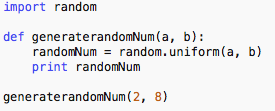 import random
def generaterandomNum(a, b):
    randomNum = random.uniform(a, b)
    print randomNum
generaterandomNum(2, 8)